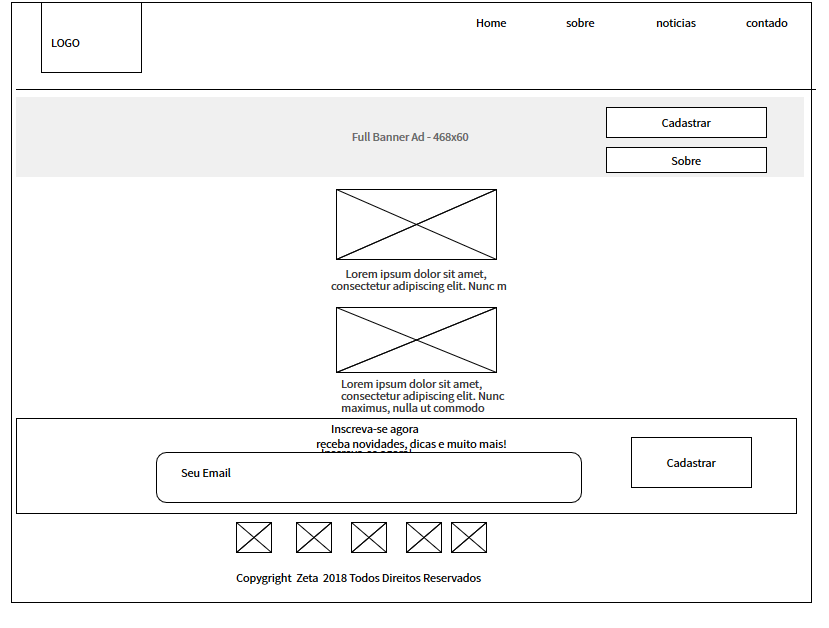 Home sobre noticias contado
LOGO
Cadastrar
Full Banner Ad - 468x60
Sobre
Lorem ipsum dolor sit amet,
consectetur adipiscing elit. Nunc m
Lorem ipsum dolor sit amet,
consectetur adipiscing elit. Nunc
maximus, nulla ut commodo
Inscreva-se agora
receba novidades, dicas e muito mais!
Cadastrar
Seu Email
Copygright Zeta 2018 Todos Direitos Reservados